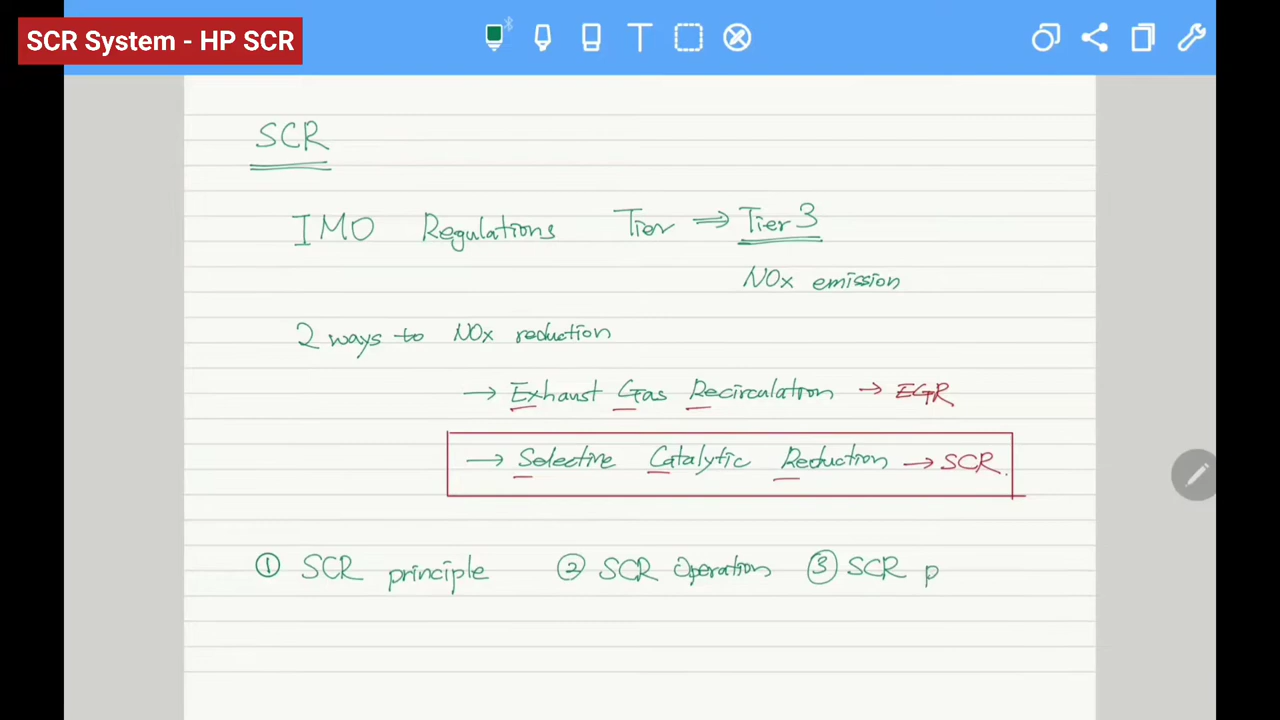 SCR System - HP SCR
SCR
IMO Regulations Tier ⇒ Tier 3
NOx emission
2 ways to NOx reduction
→ Exhaust Gas Recirculation → EGR
→ Selective Catalytic Reduction → SCR.
① SCR principle ② SCR Operation ③ SCR p